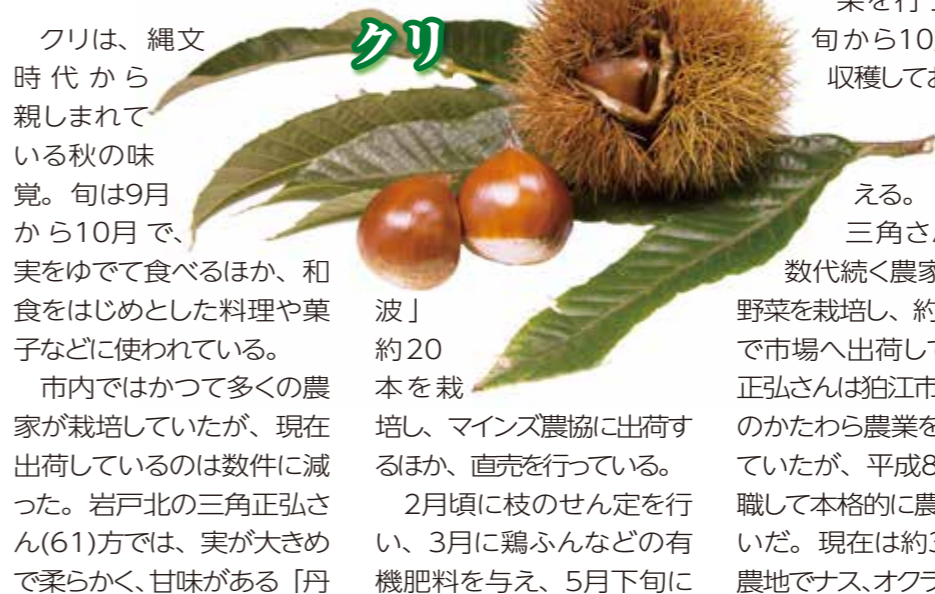 クリ
クリは、縄文
時代から
親しまれて
いる秋の味
覚。旬は9月
から10月で、
実をゆでて食べるほか、和
食をはじめとした料理や菓
子などに使われている。
市内ではかつて多くの農
家が栽培していたが、現在
出荷しているのは数件に減
った。岩戸北の三角正弘さ
ん(61)方では、実が大きめ
で柔らかく、甘味がある「丹
波」
約20
本を栽
培し、マインズ農協に出荷す
るほか、直売を行っている。
2月頃に枝のせん定を行
い、3月に鶏ふんなどの有
機肥料を与え、5月下旬に
業を行
旬から10
収穫してお
える。
三角さん
数代続く農家
野菜を栽培し、約
で市場へ出荷して
正弘さんは狛江市
のかたわら農業を
ていたが、平成8
職して本格的に農
いだ。現在は約3
農地でナス、オクラ